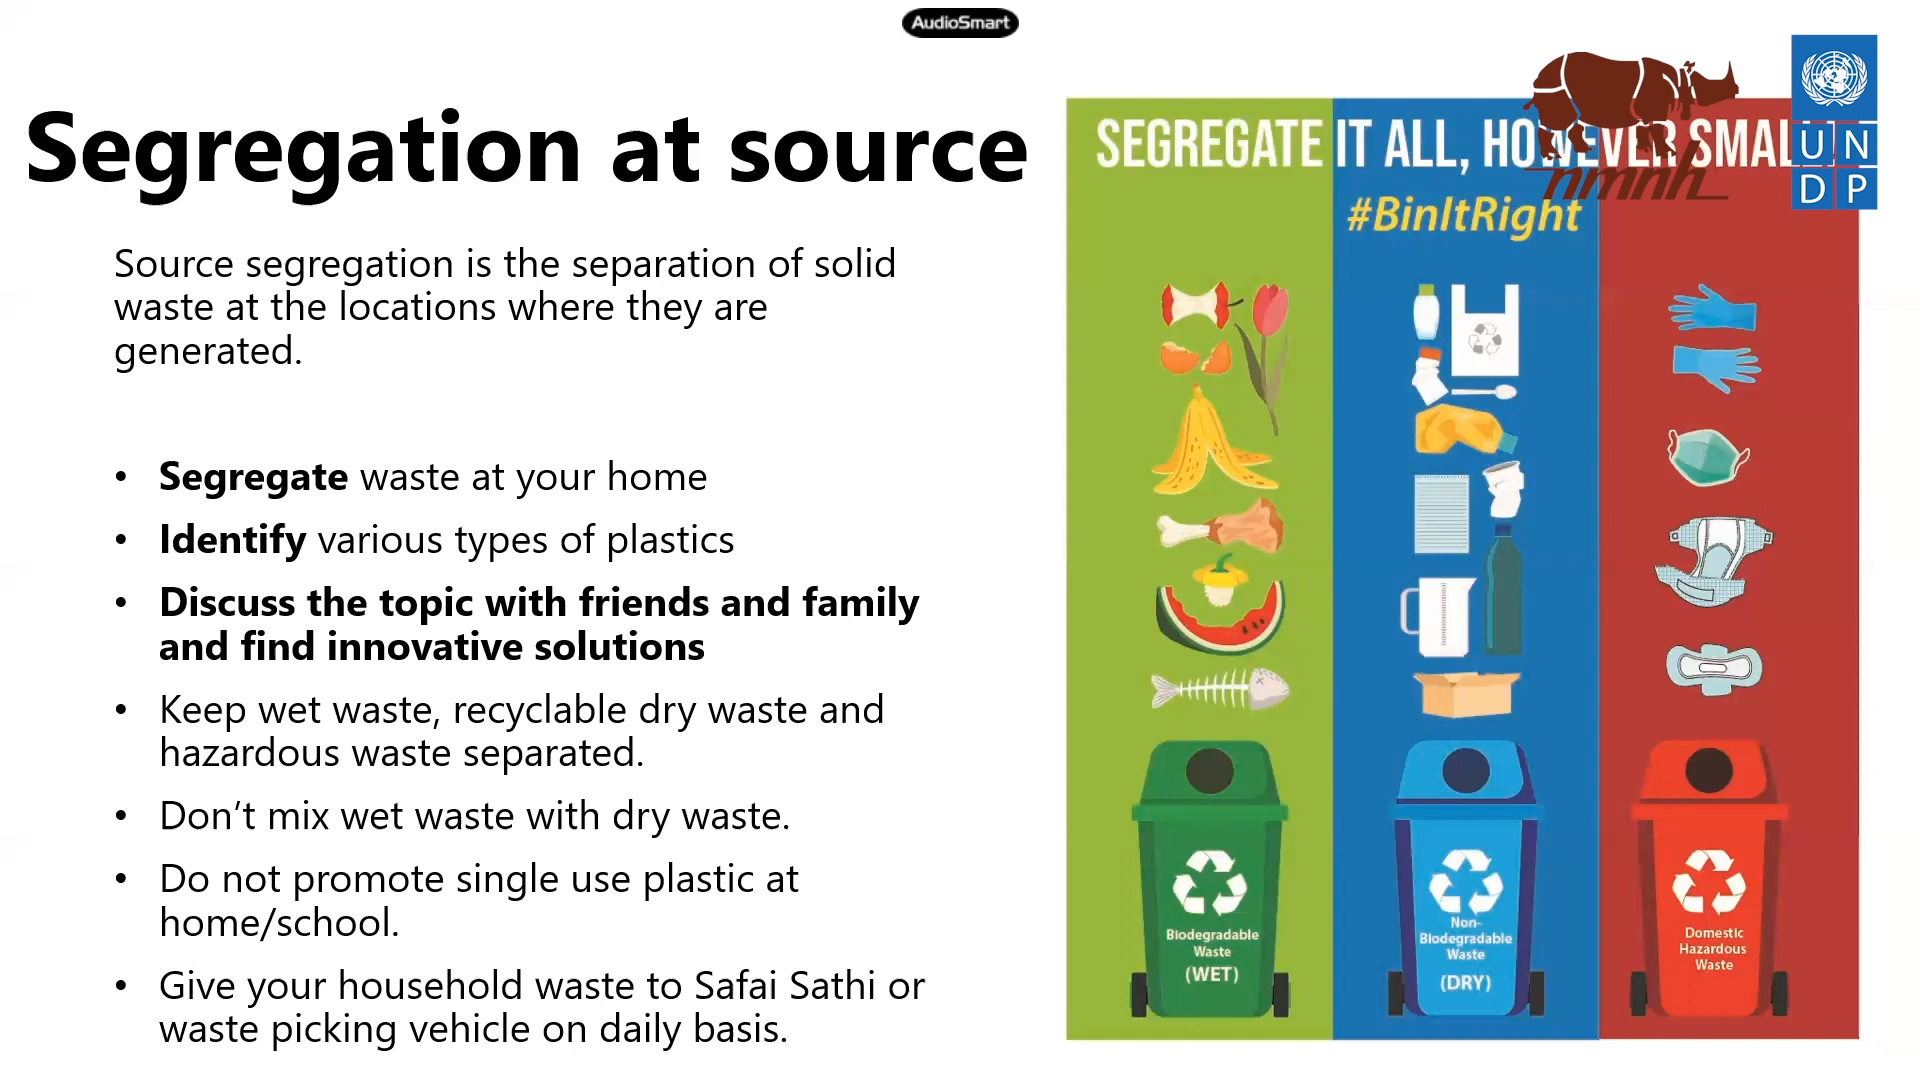 AudioSmart
Segregation at source
Source segregation is the separation of solid
waste at the locations where they are
generated.
• Segregate waste at your home
• Identify various types of plastics
• Discuss the topic with friends and family
and find innovative solutions
• Keep wet waste, recyclable dry waste and
hazardous waste separated.
• Don’t mix wet waste with dry waste.
• Do not promote single use plastic at
home/school.
• Give your household waste to Safai Sathi or
waste picking vehicle on daily basis.
SEGREGATE IT ALL, HOWEVER SMALL
#BinItRight
nmnh
UN
DP
Biodegradable
Waste
(WET)
Non-
Biodegradable
Waste
(DRY)
Domestic
Hazardous
Waste